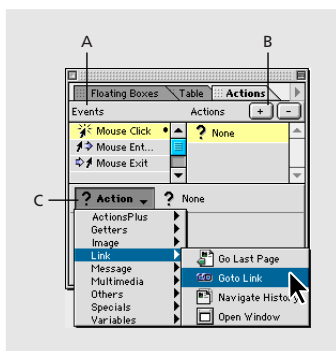 A
B
Floating Boxes Table Actions
Events Actions + -
Mouse Click ? None
Mouse Ent...
Mouse Exit
C
? Action ? None
ActionsPlus
Getters
Image
Link Go Last Page
Message Goto Link
Multimedia
Others Navigate History
Specials
Variables Open Window